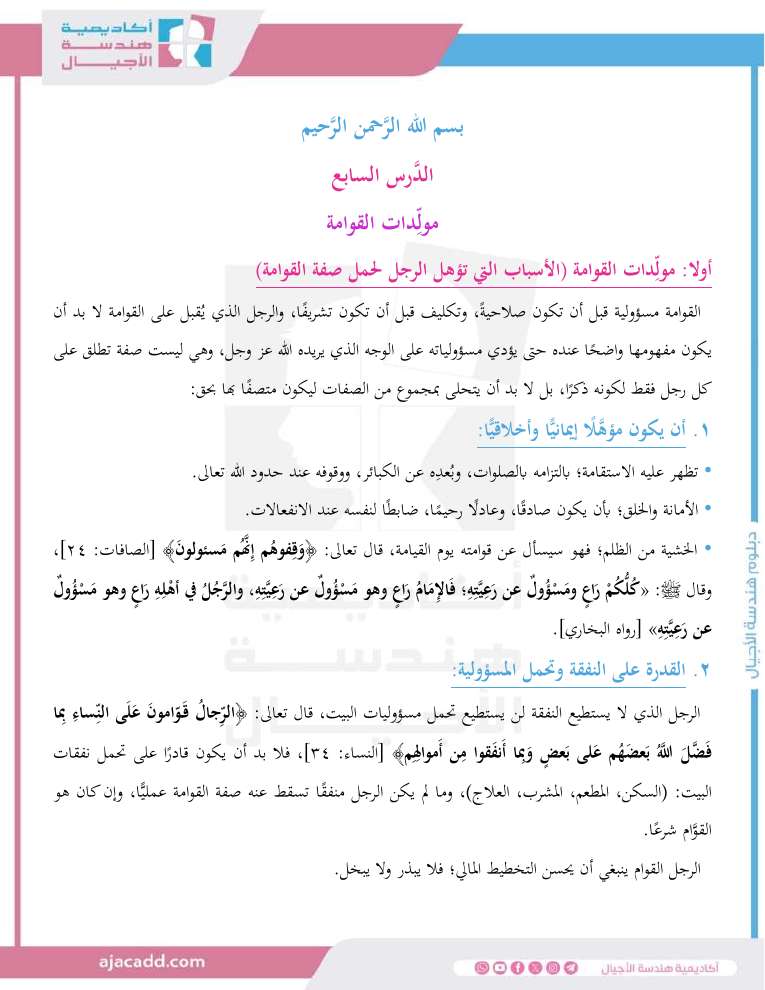 أكاديمية
هندسة
الأجيال
بسم الله الرَّحمن الرَّحيم
الدَّرس السابع
مولِّدات القوامة
أولا: مولِّدات القوامة (الأسباب التي تؤهل الرجل لحمل صفة القوامة)
القوامة مسؤولية قبل أن تكون صلاحيةً، وتكليف قبل أن تكون تشريفًا، والرجل الذي يُقبل على القوامة لا بد أن
يكون مفهومها واضحًا عنده حتى يؤدي مسؤولياته على الوجه الذي يريده الله عز وجل، وهي ليست صفة تطلق على
كل رجل فقط لكونه ذكرًا، بل لا بد أن يتحلى بمجموع من الصفات ليكون متصفًا بها بحق:
١. أن يكون مؤهَّلًا إيمانيًّا وأخلاقيًّا:
• تظهر عليه الاستقامة؛ بالتزامه بالصلوات، وبُعدِه عن الكبائر، ووقوفه عند حدود الله تعالى.
• الأمانة والخلق؛ بأن يكون صادقًا، وعادلًا رحيمًا، ضابطًا لنفسه عند الانفعالات.
• الخشية من الظلم؛ فهو سيسأل عن قوامته يوم القيامة، قال تعالى: ﴿وَقِفوهُم إِنَّهُم مَسئولونَ﴾ [الصافات: ٢٤]،
وقال ﷺ: «كُلُّكُمْ رَاعٍ ومَسْؤُولٌ عن رَعِيَّتِهِ؛ فَالإِمَامُ رَاعٍ وهو مَسْؤُولٌ عن رَعِيَّتِهِ، والرَّجُلُ في أهْلِهِ رَاعٍ وهو مَسْؤُولٌ
عن رَعِيَّتِهِ» [رواه البخاري].
٢. القدرة على النفقة وتحمل المسؤولية:
الرجل الذي لا يستطيع النفقة لن يستطيع تحمل مسؤوليات البيت، قال تعالى: ﴿الرِّجالُ قَوّامونَ عَلَى النِّساءِ بِما
فَضَّلَ اللَّهُ بَعضَهُم عَلى بَعضٍ وَبِما أَنفَقوا مِن أَموالِهِم﴾ [النساء: ٣٤]، فلا بد أن يكون قادرًا على تحمل نفقات
البيت: (السكن، المطعم، المشرب، العلاج)، وما لم يكن الرجل منفقًا تسقط عنه صفة القوامة عمليًّا، وإن كان هو
القوَّام شرعًا.
الرجل القوام ينبغي أن يحسن التخطيط المالي؛ فلا يبذر ولا يبخل.
دبلوم هندسة الأجيال
أكاديمية
هندسة
الأجيال
ajacadd.com
أكاديمية هندسة الأجيال